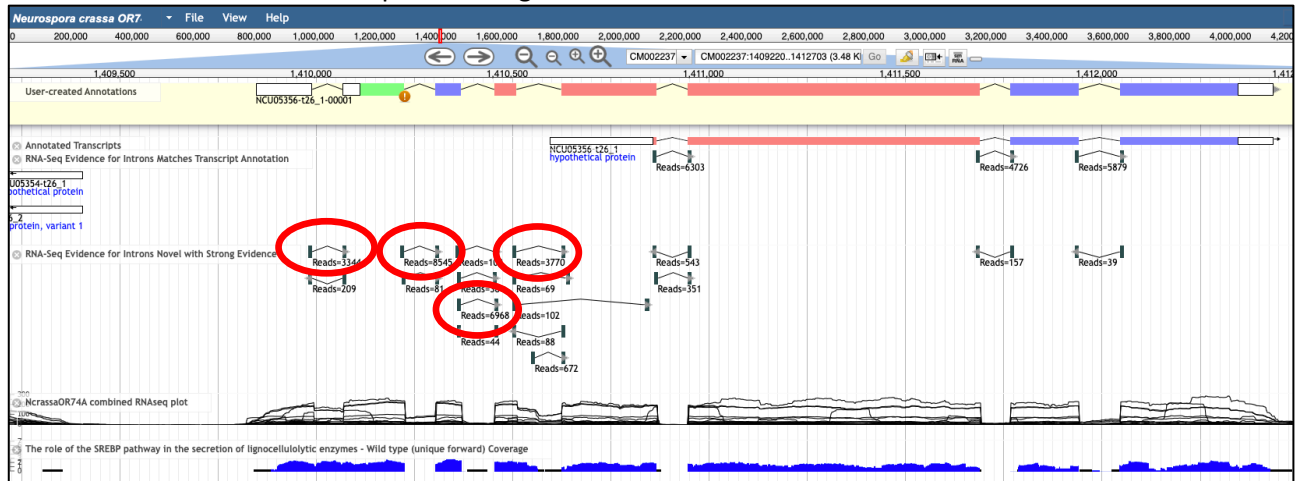 Neurospora crassa OR7 File View Help
0 200,000 400,000 600,000 800,000 1,000,000 1,200,000 1,400,000 1,600,000 1,800,000 2,000,000 2,200,000 2,400,000 2,600,000 2,800,000 3,000,000 3,200,000 3,400,000 3,600,000 3,800,000 4,000,000 4,200
CM002237 CM002237:1409220..1412703 (3.48 K Go
1,409,500 1,410,000 1,410,500 1,411,000 1,411,500 1,412,000 1,412
User-created Annotations
NCU05356-t26_1-00001
Annotated Transcripts
NCU05356-t26_1
hypothetical protein
RNA-Seq Evidence for Introns Matches Transcript Annotation
Reads=6303 Reads=4726 Reads=5879
U05354-t26_1
pothetical protein
_2
protein, variant 1
RNA-Seq Evidence for Introns Novel with Strong Evidence
Reads=3344 Reads=8545 Reads=3770 Reads=543 Reads=157 Reads=39
Reads=209 Reads=81 Reads=69 Reads=351
Reads=6968 Reads=102
Reads=44 Reads=88
Reads=672
NcrassaOR74A combined RNAseq plot
The role of the SREBP pathway in the secretion of lignocellulolytic enzymes - Wild type (unique forward) Coverage